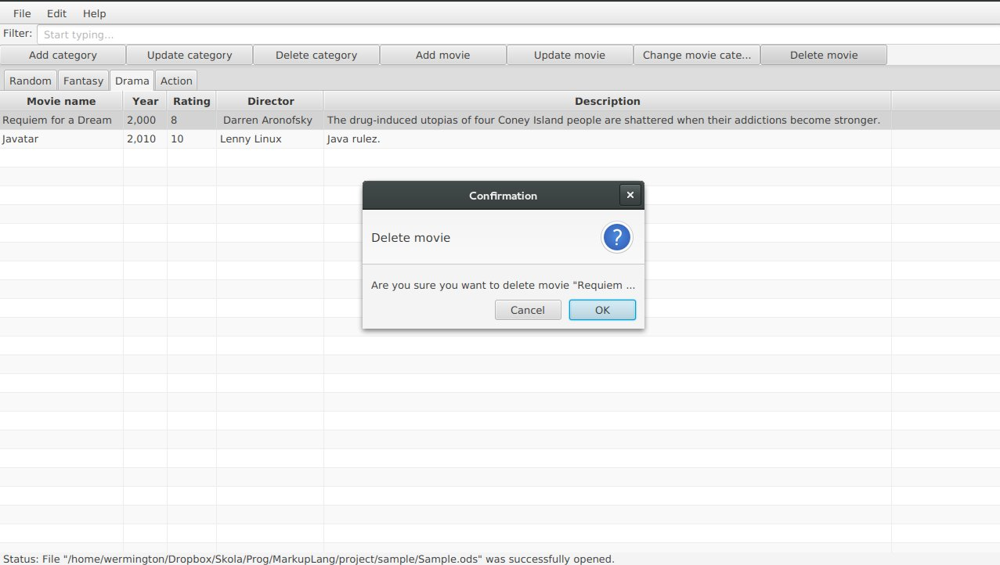 File Edit Help
Filter: Start typing...
Add category Update category Delete category Add movie Update movie Change movie cate... Delete movie
Random Fantasy Drama Action
Movie name Year Rating Director Description
Requiem for a Dream 2,000 8 Darren Aronofsky The drug-induced utopias of four Coney Island people are shattered when their addictions become stronger.
Javatar 2,010 10 Lenny Linux Java rulez.
Confirmation
Delete movie
?
Are you sure you want to delete movie "Requiem ...
Cancel OK
Status: File "/home/wermington/Dropbox/Skola/Prog/MarkupLang/project/sample/Sample.ods" was successfully opened.